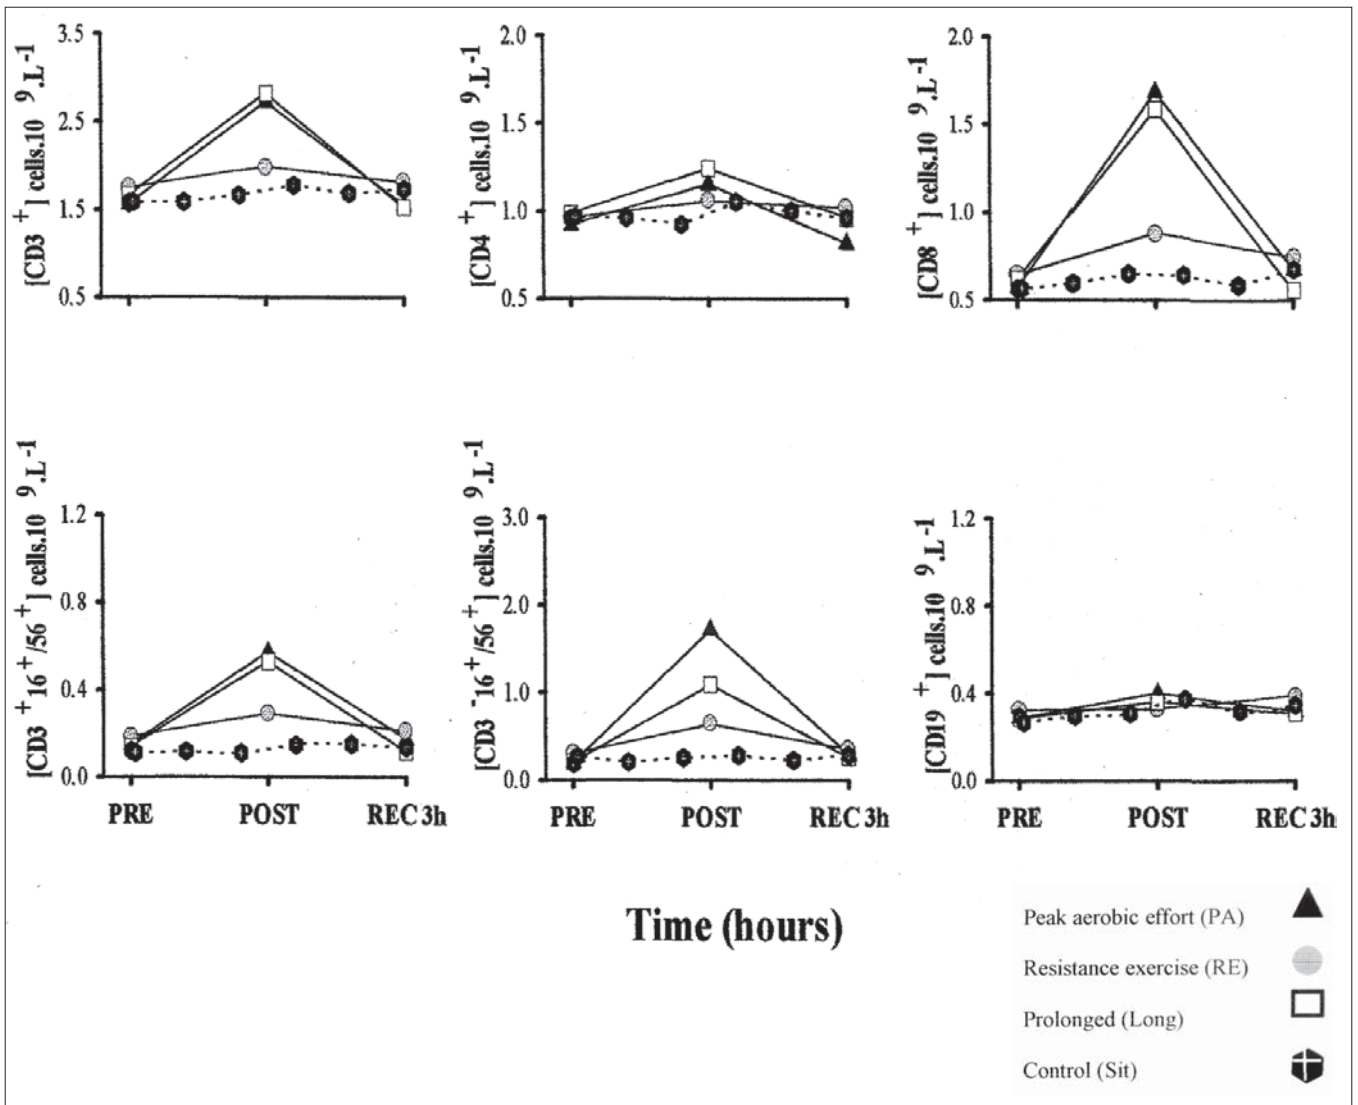 [CD3 +] cells.10 9.L-1
3.5
2.5
1.5
0.5
[CD4 +] cells.10 9.L-1
2.0
1.5
1.0
0.5
[CD8 +] cells.10 9.L-1
2.0
1.5
1.0
0.5
[CD3 +16 +/56 +] cells.10 9.L-1
1.2
0.8
0.4
0.0
PRE POST REC 3h
[CD3 -16 +/56 +] cells.10 9.L-1
3.0
2.0
1.0
0.0
PRE POST REC 3h
[CD19 +] cells.10 9.L-1
1.2
0.8
0.4
0.0
PRE POST REC 3h
Time (hours)
Peak aerobic effort (PA)
Resistance exercise (RE)
Prolonged (Long)
Control (Sit)